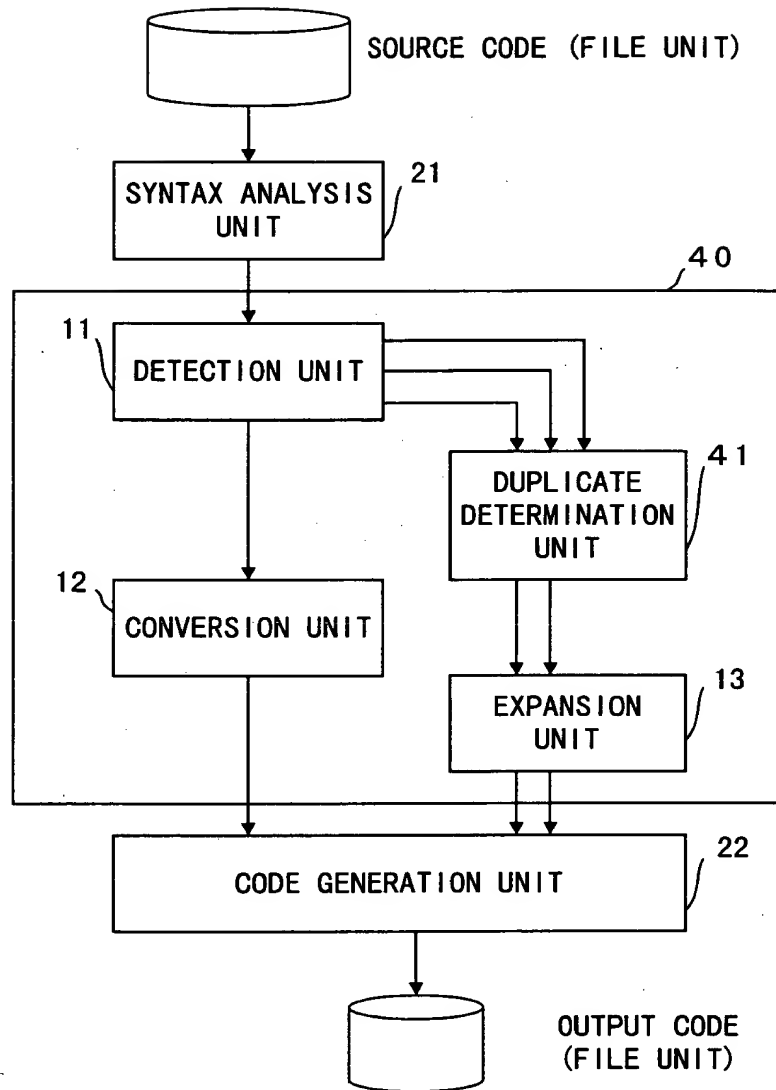 SOURCE CODE (FILE UNIT)
21
SYNTAX ANALYSIS
UNIT
40
11
DETECTION UNIT
41
DUPLICATE
DETERMINATION
UNIT
12
CONVERSION UNIT
13
EXPANSION
UNIT
22
CODE GENERATION UNIT
OUTPUT CODE
(FILE UNIT)